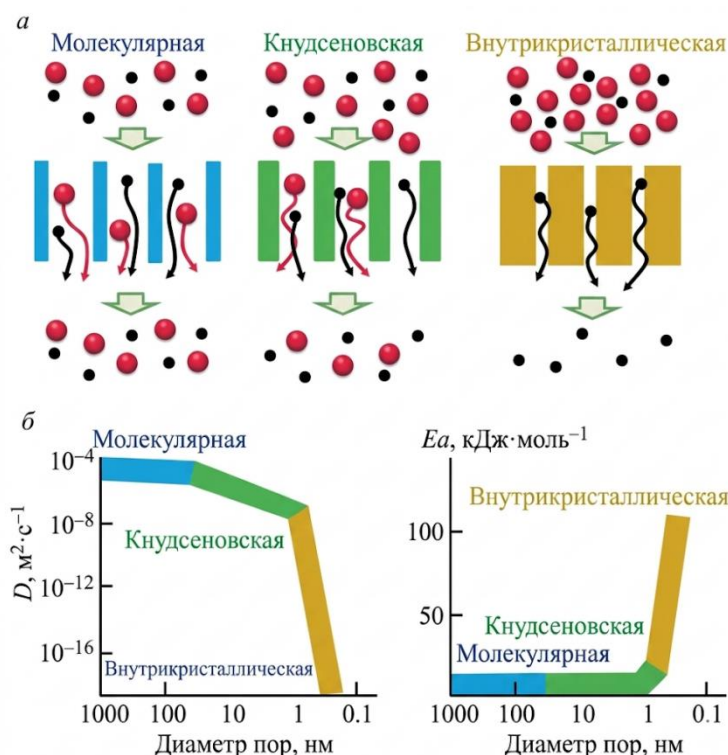 а
Молекулярная Кнудсеновская Внутрикристаллическая
б
Молекулярная
10⁻⁴
10⁻⁸
10⁻¹²
10⁻¹⁶
D, м²·с⁻¹
Кнудсеновская
Внутрикристаллическая
1000 100 10 1 0.1
Диаметр пор, нм
Ea, кДж·моль⁻¹
Внутрикристаллическая
100
50
Кнудсеновская
Молекулярная
1000 100 10 1 0.1
Диаметр пор, нм